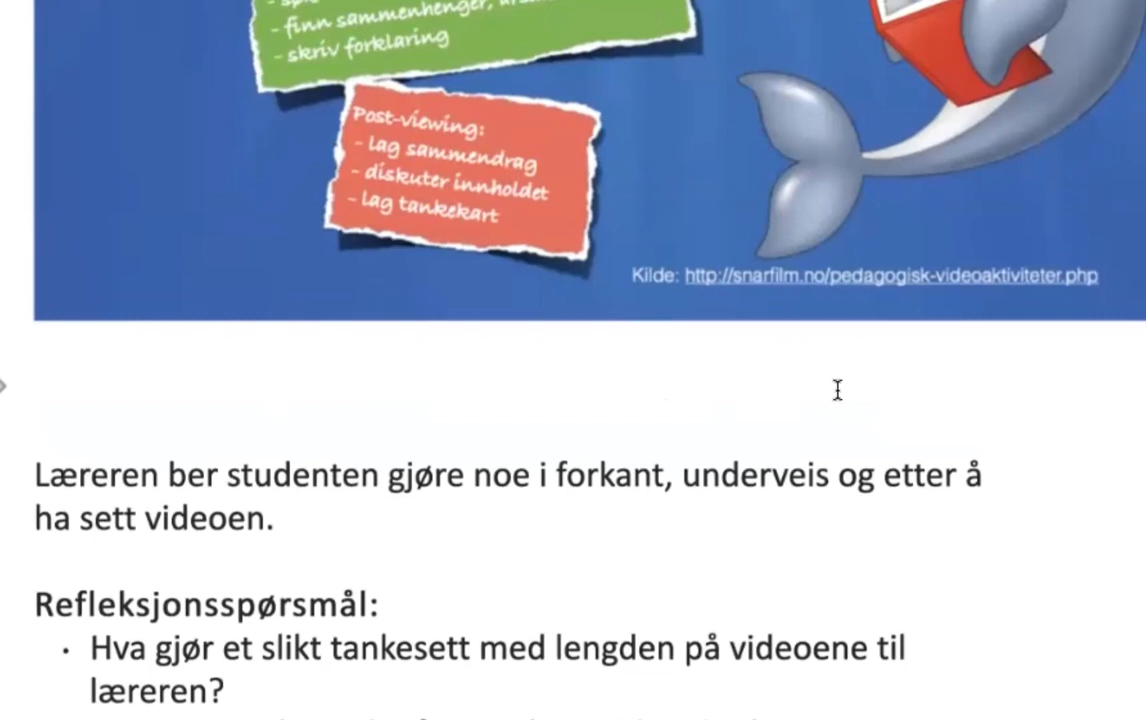 - finn sammenhenger,
- skriv forklaring
Post-viewing:
- lag sammendrag
- diskuter innholdet
- lag tankekart
Kilde: http://snarfilm.no/pedagogisk-videoaktiviteter.php
Læreren ber studenten gjøre noe i forkant, underveis og etter å
ha sett videoen.
Refleksjonsspørsmål:
· Hva gjør et slikt tankesett med lengden på videoene til
læreren?